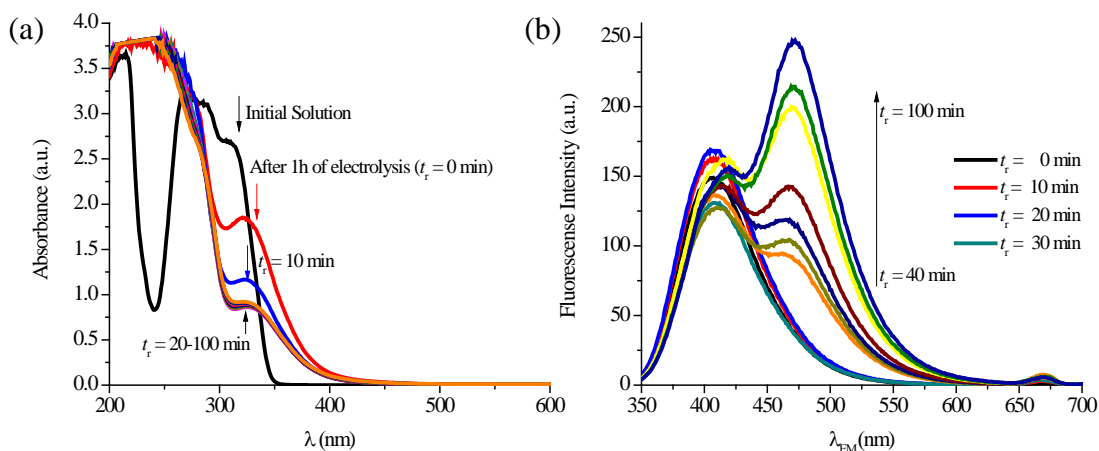 (a)
4.0
3.5
3.0
2.5
2.0
1.5
1.0
0.5
0.0
Absorbance (a.u.)
200
300
400
500
600
λ (nm)
Initial Solution
After 1h of electrolysis (tr = 0 min)
tr = 10 min
tr = 20-100 min
(b)
250
200
150
100
50
0
Fluorescense Intensity (a.u.)
350
400
450
500
550
600
650
700
λEM(nm)
tr = 100 min
tr = 40 min
tr = 0 min
tr = 10 min
tr = 20 min
tr = 30 min